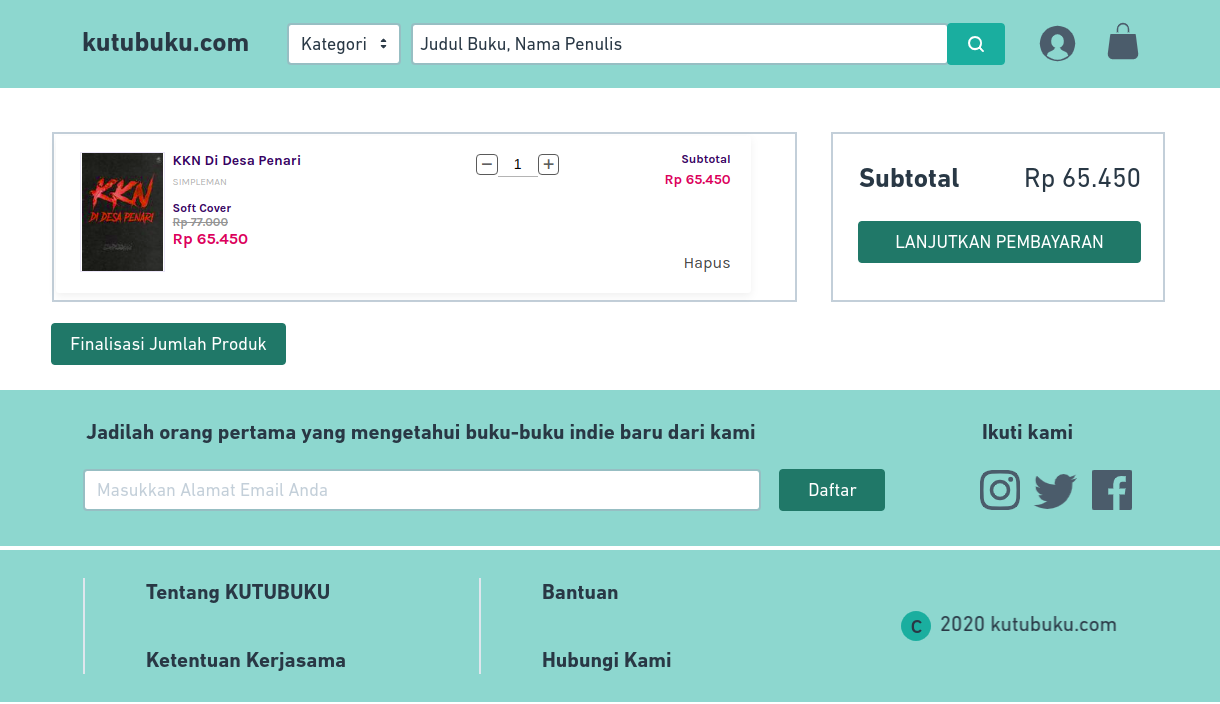 kutubuku.com
Kategori
Judul Buku, Nama Penulis
KKN
DI DESA PENARI
KKN Di Desa Penari
SIMPLEMAN
Soft Cover
Rp 77.000
Rp 65.450
1
Subtotal
Rp 65.450
Hapus
Subtotal Rp 65.450
LANJUTKAN PEMBAYARAN
Finalisasi Jumlah Produk
Jadilah orang pertama yang mengetahui buku-buku indie baru dari kami
Masukkan Alamat Email Anda
Daftar
Ikuti kami
Tentang KUTUBUKU
Ketentuan Kerjasama
Bantuan
Hubungi Kami
C 2020 kutubuku.com